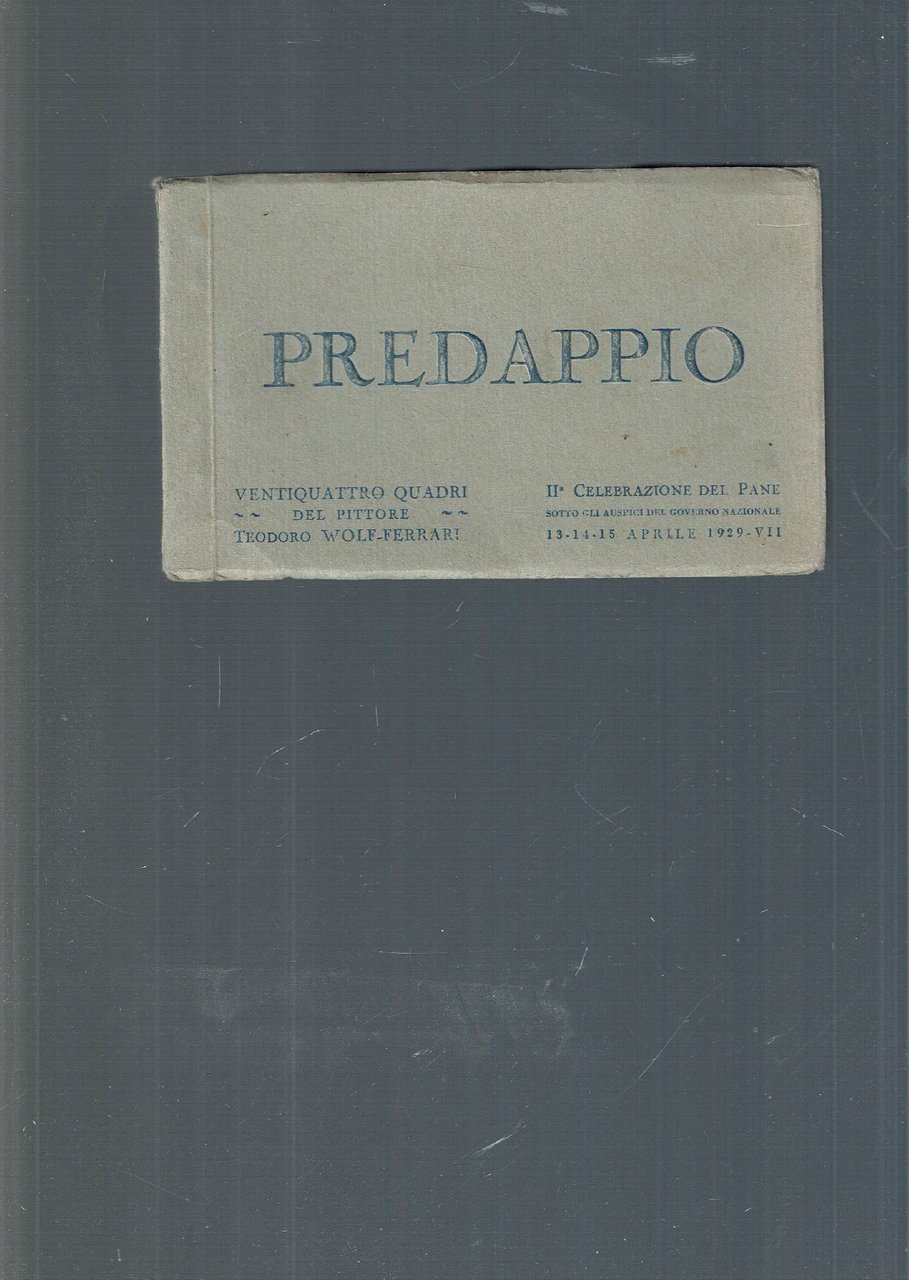 PREDAPPIO
VENTIQUATTRO QUADRI
~ ~ DEL PITTORE ~ ~
TEODORO WOLF-FERRARI
IIª CELEBRAZIONE DEL PANE
SOTTO GLI AUSPICI DEL GOVERNO NAZIONALE
13-14-15 APRILE 1929-VII